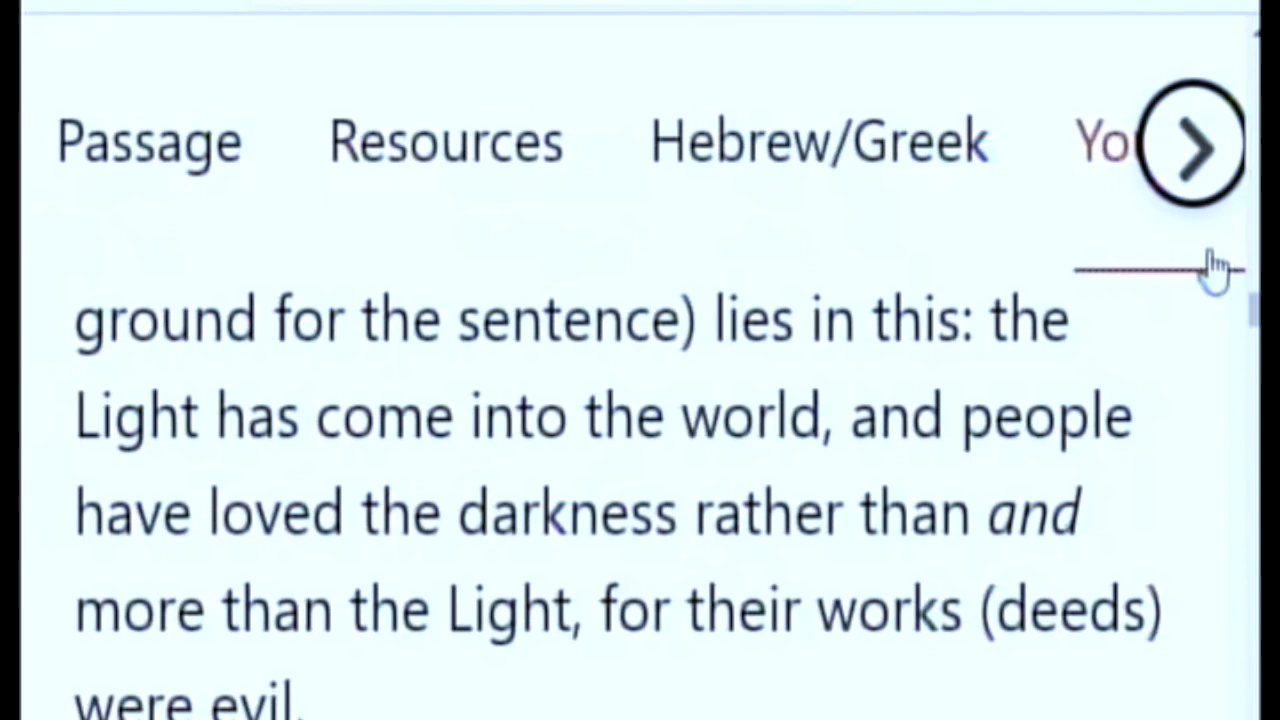 Passage Resources Hebrew/Greek
ground for the sentence) lies in this: the
Light has come into the world, and people
have loved the darkness rather than and
more than the Light, for their works (deeds)
were evil.